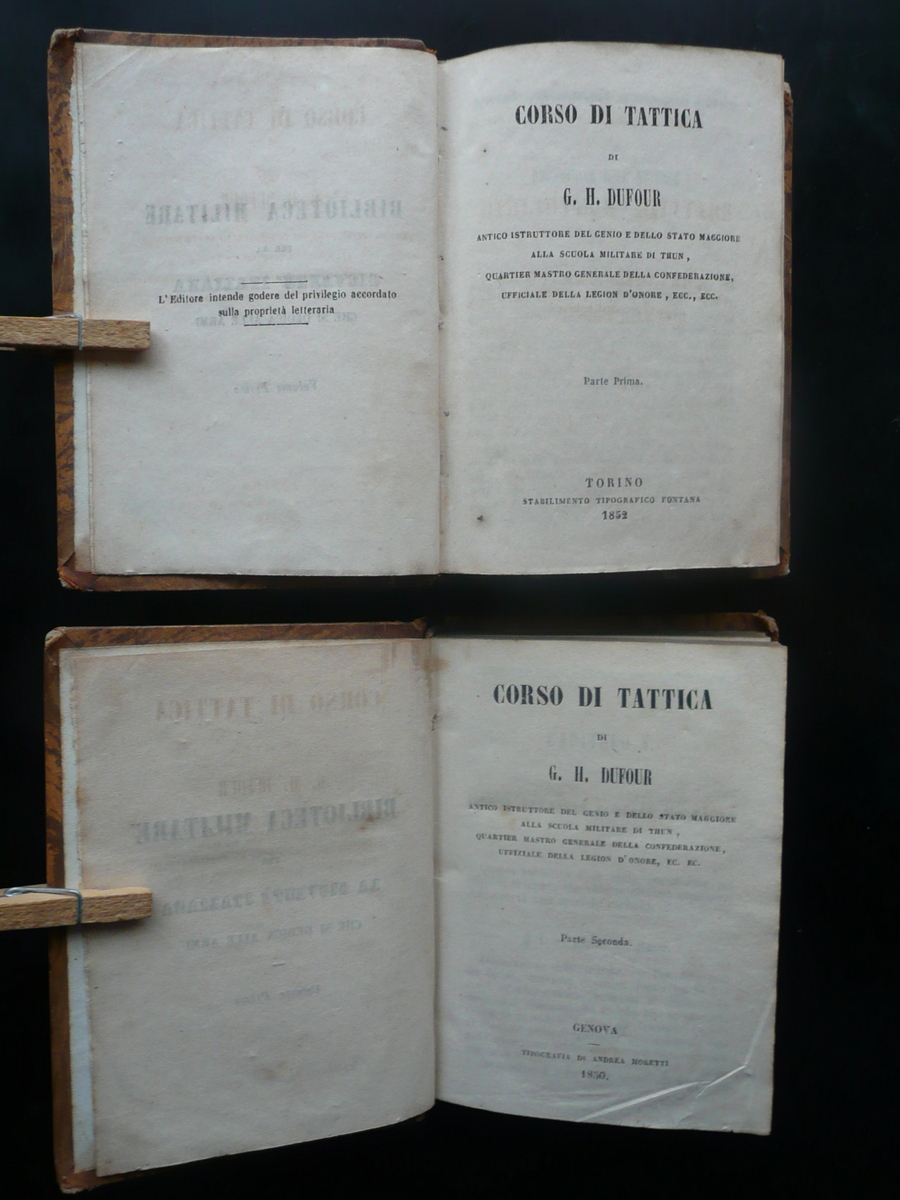 L'Editore intende godere del privilegio accordato
sulla proprietà letteraria
CORSO DI TATTICA
DI
G. H. DUFOUR
ANTICO ISTRUTTORE DEL GENIO E DELLO STATO MAGGIORE
ALLA SCUOLA MILITARE DI THUN,
QUARTIER MASTRO GENERALE DELLA CONFEDERAZIONE,
UFFICIALE DELLA LEGION D'ONORE, ECC., ECC.
Parte Prima.
TORINO
STABILIMENTO TIPOGRAFICO FONTANA
1852
CORSO DI TATTICA
DI
G. H. DUFOUR
ANTICO ISTRUTTORE DEL GENIO E DELLO STATO MAGGIORE
ALLA SCUOLA MILITARE DI THUN,
QUARTIER MASTRO GENERALE DELLA CONFEDERAZIONE,
UFFIZIALE DELLA LEGION D'ONORE, EC. EC.
Parte Seconda.
GENOVA
TIPOGRAFIA DI ANDREA MORETTI
1850.